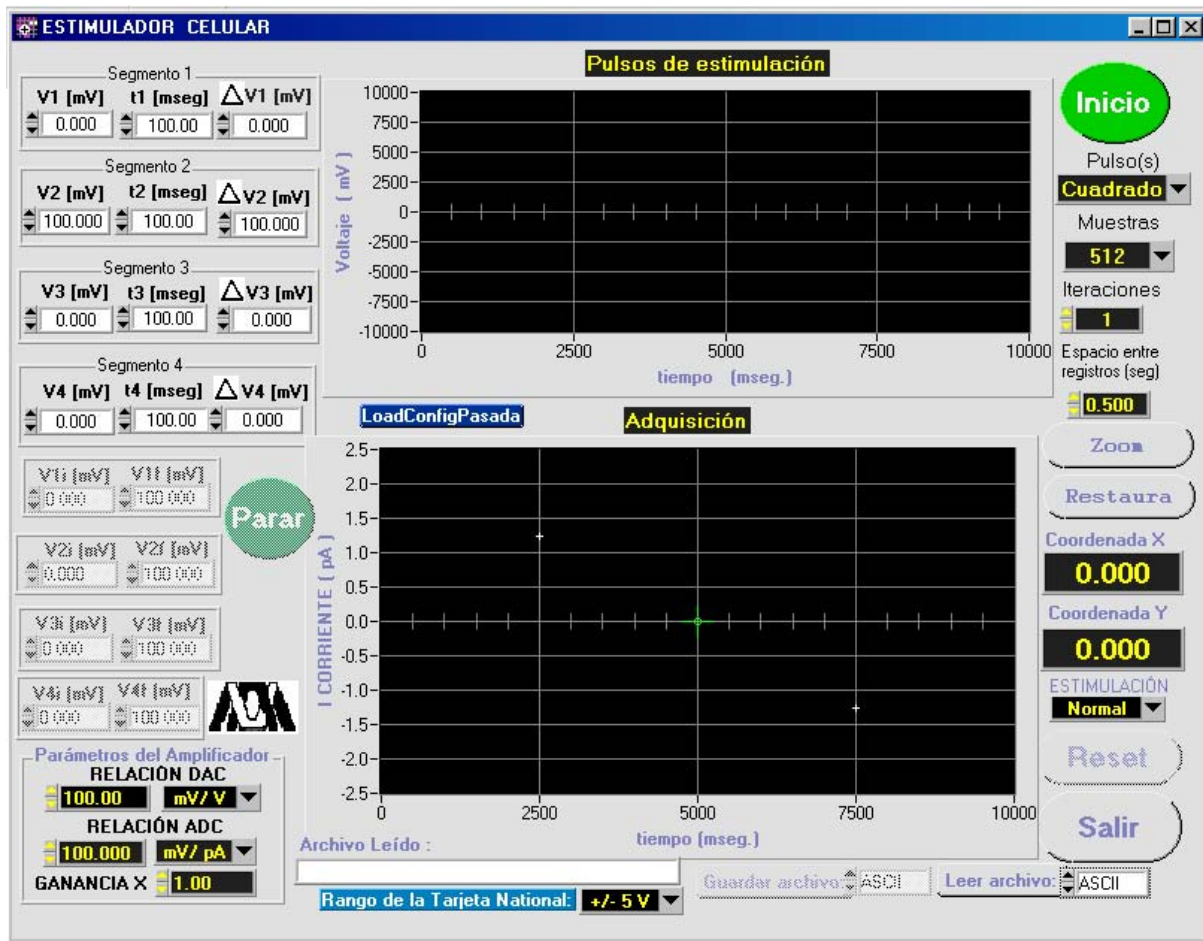 ESTIMULADOR CELULAR
Segmento 1
V1 [mV] t1 [mseg] △V1 [mV]
0.000 100.00 0.000
Segmento 2
V2 [mV] t2 [mseg] △V2 [mV]
100.000 100.00 100.000
Segmento 3
V3 [mV] t3 [mseg] △V3 [mV]
0.000 100.00 0.000
Segmento 4
V4 [mV] t4 [mseg] △V4 [mV]
0.000 100.00 0.000
V1i [mV] V1f [mV]
0.000 100.000
V2i [mV] V2f [mV]
0.000 100.000
V3i [mV] V3f [mV]
0.000 100.000
V4i [mV] V4f [mV]
0.000 100.000
Parar
Parámetros del Amplificador
RELACIÒN DAC
100.00 mV/ V
RELACIÒN ADC
100.000 mV/ pA
GANANCIA X 1.00
Pulsos de estimulación
Voltaje ( mV )
10000
7500
5000
2500
0
-2500
-5000
-7500
-10000
0 2500 5000 7500 10000
tiempo (mseg.)
LoadConfigPasada
Adquisición
I CORRIENTE ( pA )
2.5
2.0
1.5
1.0
0.5
0.0
-0.5
-1.0
-1.5
-2.0
-2.5
0 2500 5000 7500 10000
tiempo (mseg.)
Archivo Leído :
Rango de la Tarjeta National: +/- 5 V
Guardar archivo: ASCII
Leer archivo: ASCII
Inicio
Pulso(s)
Cuadrado
Muestras
512
Iteraciones
1
Espacio entre
registros (seg)
0.500
Zoom
Restaura
Coordenada X
0.000
Coordenada Y
0.000
ESTIMULACIÓN
Normal
Reset
Salir